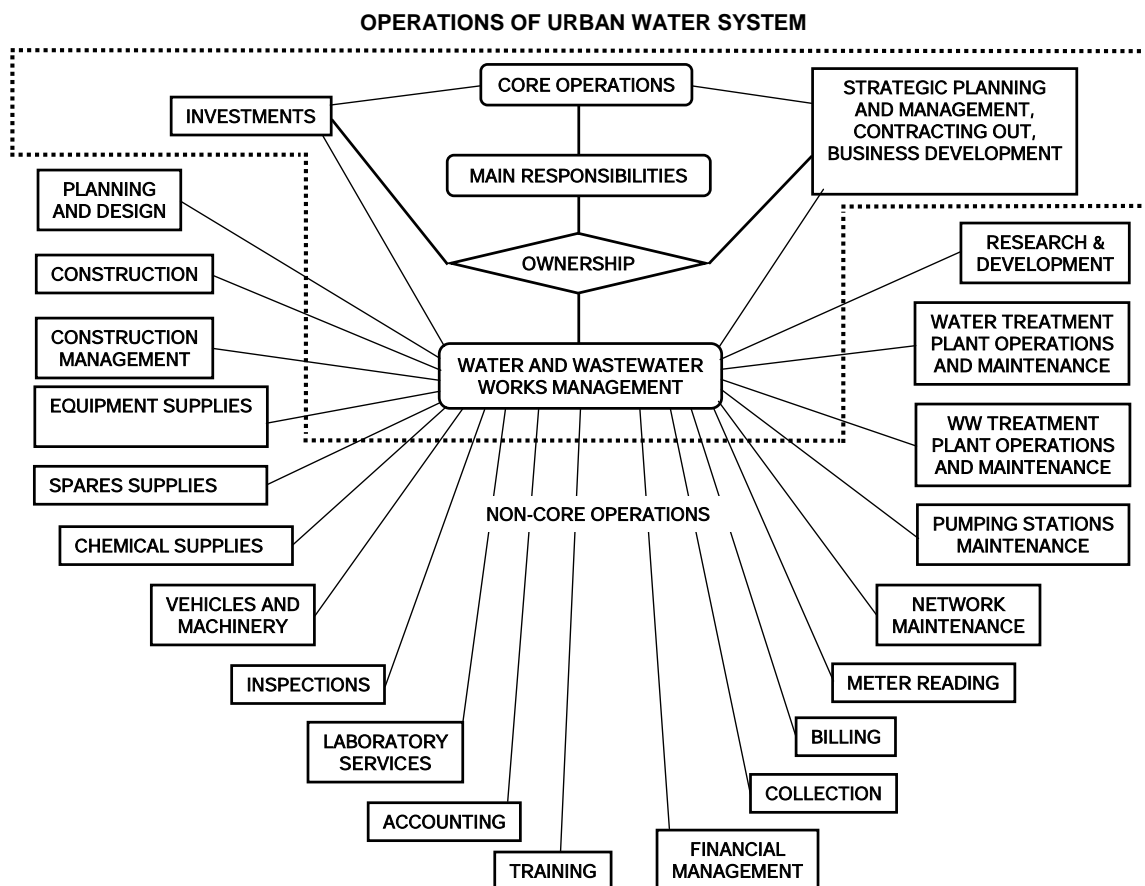 OPERATIONS OF URBAN WATER SYSTEM
CORE OPERATIONS
INVESTMENTS
STRATEGIC PLANNING
AND MANAGEMENT,
CONTRACTING OUT,
BUSINESS DEVELOPMENT
MAIN RESPONSIBILITIES
OWNERSHIP
WATER AND WASTEWATER
WORKS MANAGEMENT
PLANNING
AND DESIGN
CONSTRUCTION
CONSTRUCTION
MANAGEMENT
EQUIPMENT SUPPLIES
SPARES SUPPLIES
CHEMICAL SUPPLIES
VEHICLES AND
MACHINERY
INSPECTIONS
LABORATORY
SERVICES
ACCOUNTING
TRAINING
NON-CORE OPERATIONS
RESEARCH &
DEVELOPMENT
WATER TREATMENT
PLANT OPERATIONS
AND MAINTENANCE
WW TREATMENT
PLANT OPERATIONS
AND MAINTENANCE
PUMPING STATIONS
MAINTENANCE
NETWORK
MAINTENANCE
METER READING
BILLING
COLLECTION
FINANCIAL
MANAGEMENT